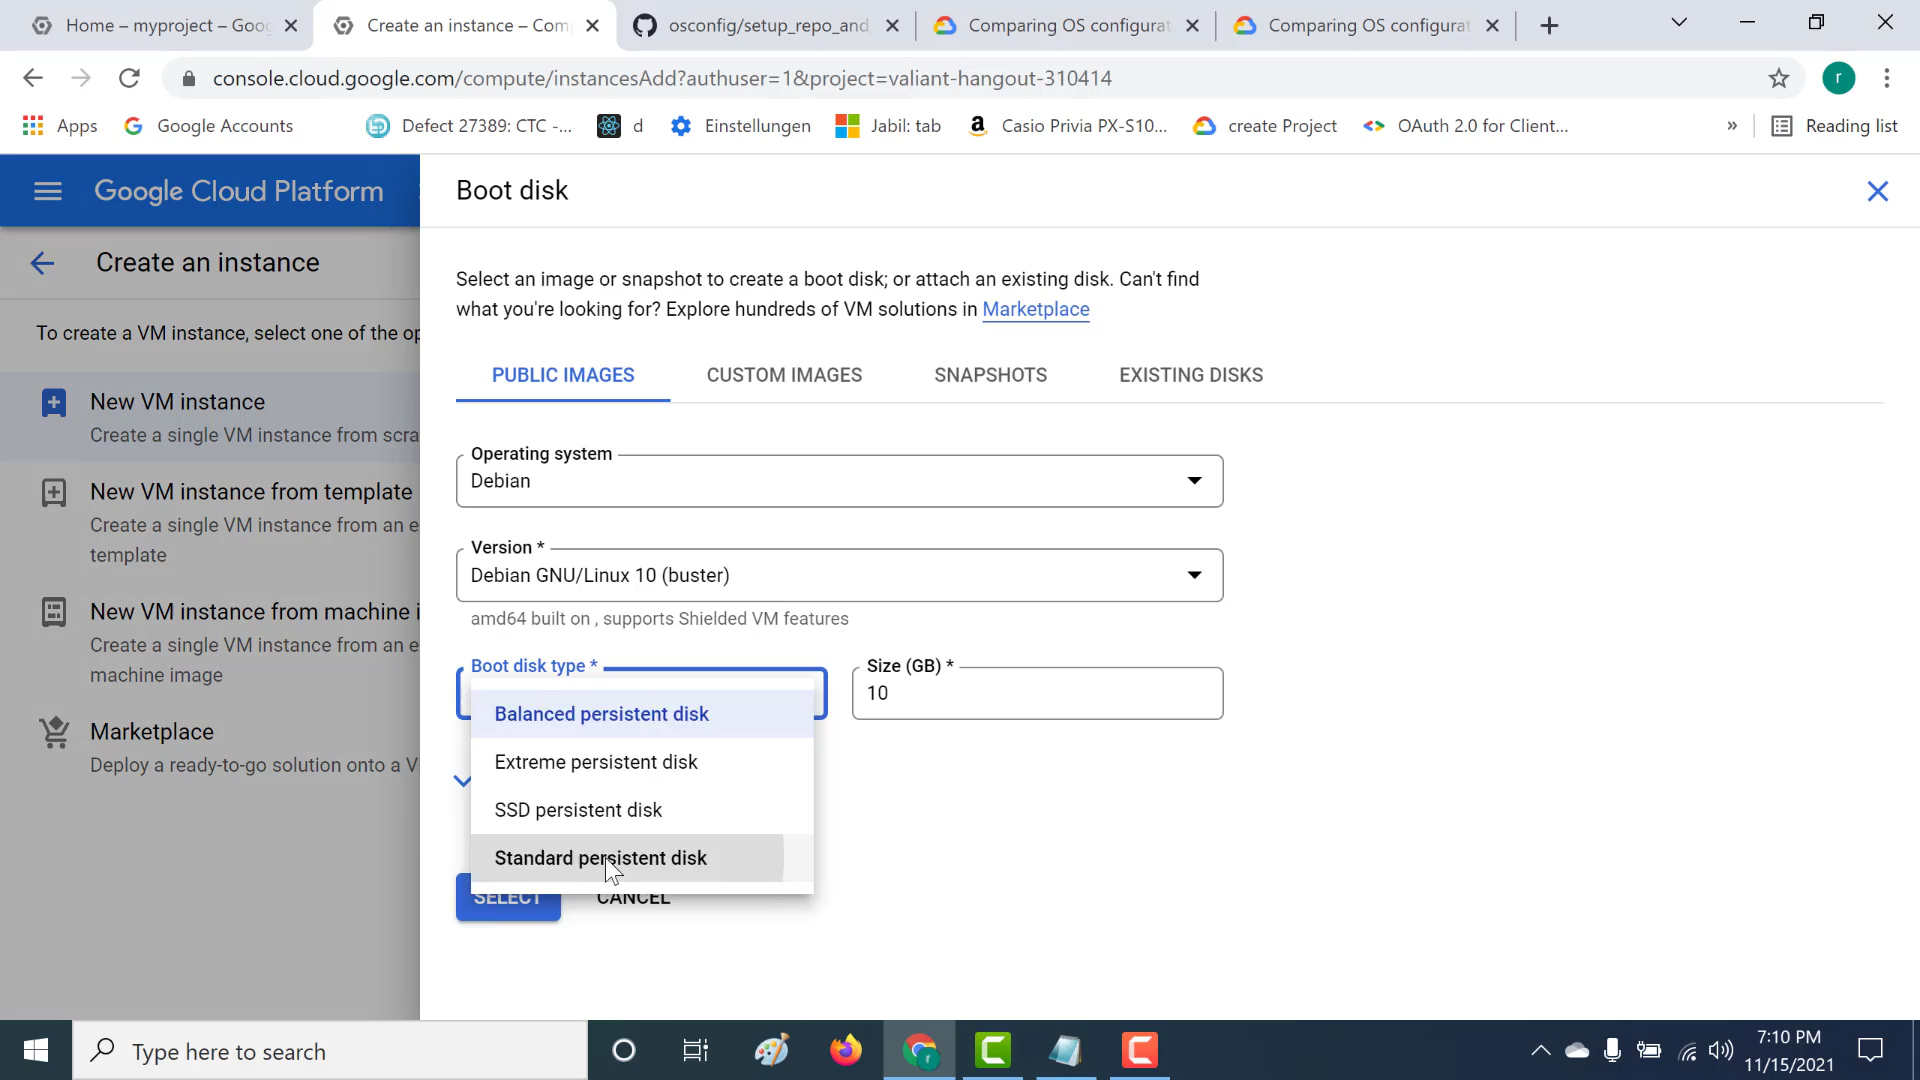 Home – myproject – Goog
Create an instance – Com
osconfig/setup_repo_and
Comparing OS configurat
Comparing OS configurat
console.cloud.google.com/compute/instancesAdd?authuser=1&project=valiant-hangout-310414
r
Apps
Google Accounts
Defect 27389: CTC -...
d
Einstellungen
Jabil: tab
Casio Privia PX-S10...
create Project
OAuth 2.0 for Client...
»
Reading list
Google Cloud Platform
Boot disk
Create an instance
To create a VM instance, select one of the op
New VM instance
Create a single VM instance from scra
New VM instance from template
Create a single VM instance from an e
template
New VM instance from machine i
Create a single VM instance from an e
machine image
Marketplace
Deploy a ready-to-go solution onto a V
Select an image or snapshot to create a boot disk; or attach an existing disk. Can't find
what you're looking for? Explore hundreds of VM solutions in Marketplace
PUBLIC IMAGES
CUSTOM IMAGES
SNAPSHOTS
EXISTING DISKS
Operating system
Debian
Version *
Debian GNU/Linux 10 (buster)
amd64 built on , supports Shielded VM features
Boot disk type *
Size (GB) *
10
Balanced persistent disk
Extreme persistent disk
SSD persistent disk
Standard persistent disk
SELECT
CANCEL
Type here to search
7:10 PM
11/15/2021